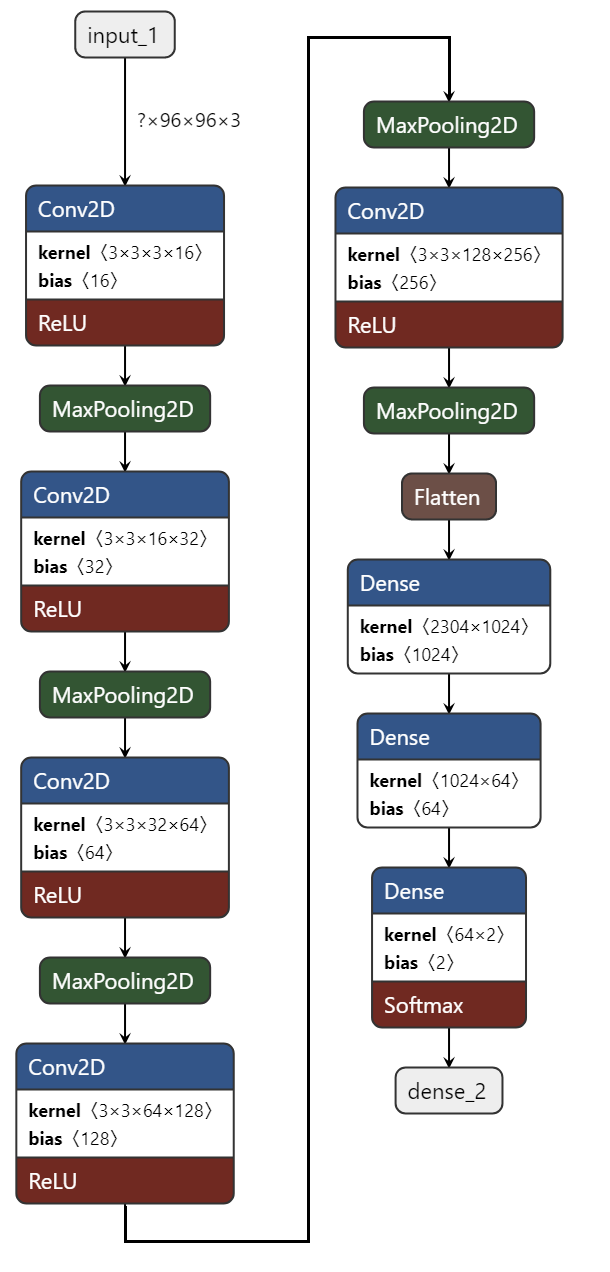 input_1
?×96×96×3
Conv2D
kernel 〈3×3×3×16〉
bias 〈16〉
ReLU
MaxPooling2D
Conv2D
kernel 〈3×3×16×32〉
bias 〈32〉
ReLU
MaxPooling2D
Conv2D
kernel 〈3×3×32×64〉
bias 〈64〉
ReLU
MaxPooling2D
Conv2D
kernel 〈3×3×64×128〉
bias 〈128〉
ReLU
MaxPooling2D
Conv2D
kernel 〈3×3×128×256〉
bias 〈256〉
ReLU
MaxPooling2D
Flatten
Dense
kernel 〈2304×1024〉
bias 〈1024〉
Dense
kernel 〈1024×64〉
bias 〈64〉
Dense
kernel 〈64×2〉
bias 〈2〉
Softmax
dense_2